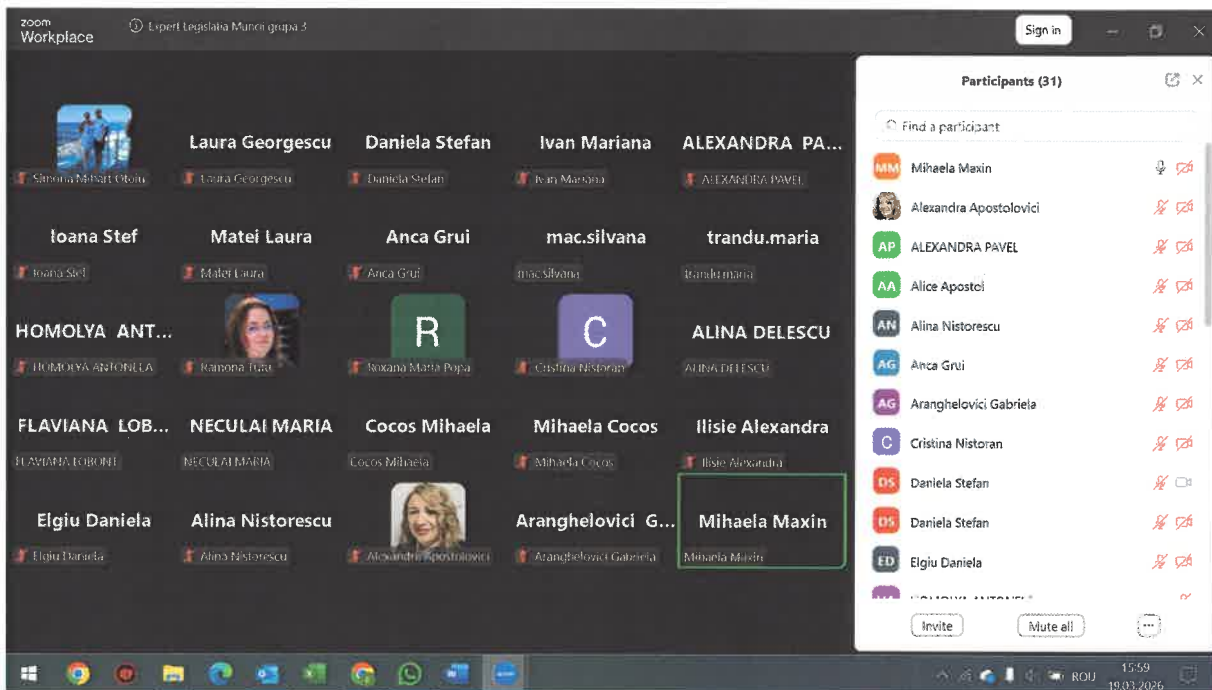 zoom
Workplace
Expert Legislatia Muncii grupa 3
Sign in
Laura Georgescu
Daniela Stefan
Ivan Mariana
ALEXANDRA PA...
Simona Mihart Otoiu
Laura Georgescu
Daniela Stefan
Ivan Mariana
ALEXANDRA PAVEL
Ioana Stef
Matei Laura
Anca Grui
mac.silvana
trandu.maria
Ioana Stef
Matei Laura
Anca Grui
mac.silvana
trandu.maria
HOMOLYA ANT...
R
C
ALINA DELESCU
HOMOLYA ANTONELA
Ramona Tutu
Roxana Maria Popa
Cristina Nistoran
ALINA DELESCU
FLAVIANA LOB...
NECULAI MARIA
Cocos Mihaela
Mihaela Cocos
Ilisie Alexandra
FLAVIANA LOBONT
NECULAI MARIA
Cocos Mihaela
Mihaela Cocos
Ilisie Alexandra
Elgiu Daniela
Alina Nistorescu
Aranghelovici G...
Mihaela Maxin
Elgiu Daniela
Alina Nistorescu
Alexandra Apostolovici
Aranghelovici Gabriela
Mihaela Maxin
Participants (31)
Find a participant
MM Mihaela Maxin
Alexandra Apostolovici
AP ALEXANDRA PAVEL
AA Alice Apostol
AN Alina Nistorescu
AG Anca Grui
AG Aranghelovici Gabriela
C Cristina Nistoran
DS Daniela Stefan
DS Daniela Stefan
ED Elgiu Daniela
Invite
Mute all
ROU
15:59
19.03.2026